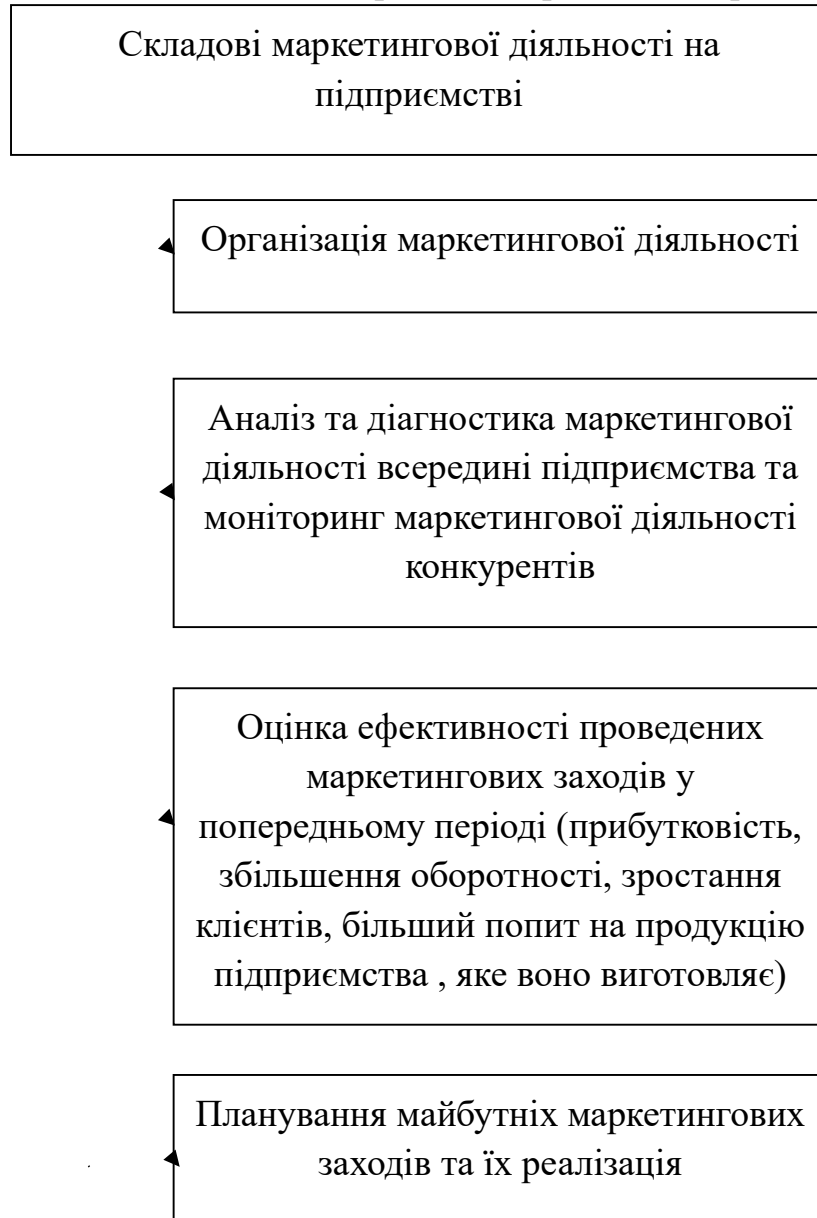 Складові маркетингової діяльності на
підприємстві
Організація маркетингової діяльності
Аналіз та діагностика маркетингової
діяльності всередині підприємства та
моніторинг маркетингової діяльності
конкурентів
Оцінка ефективності проведених
маркетингових заходів у
попередньому періоді (прибутковість,
збільшення оборотності, зростання
клієнтів, більший попит на продукцію
підприємства , яке воно виготовляє)
Планування майбутніх маркетингових
заходів та їх реалізація